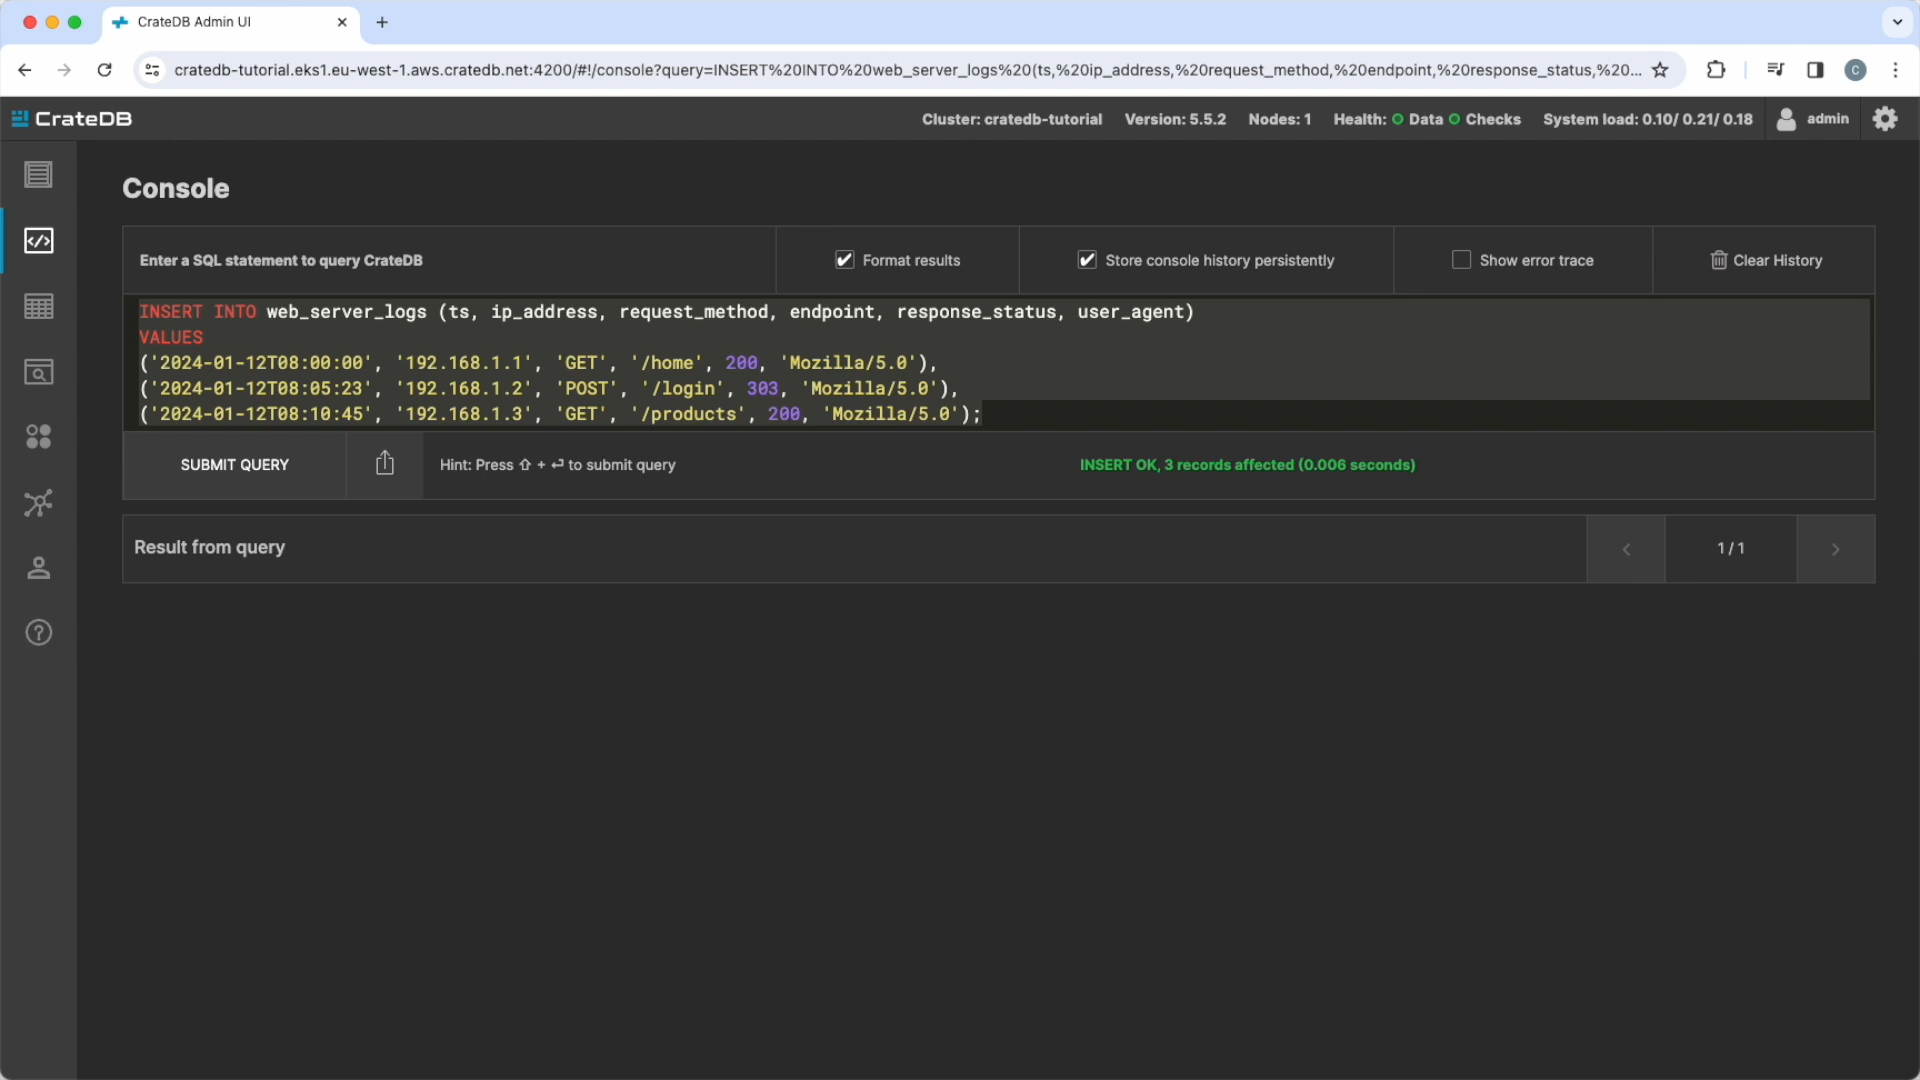 CrateDB Admin UI
cratedb-tutorial.eks1.eu-west-1.aws.cratedb.net:4200/#!/console?query=INSERT%20INTO%20web_server_logs%20(ts,%20ip_address,%20request_method,%20endpoint,%20response_status,%20...
C
CrateDB
Cluster: cratedb-tutorial Version: 5.5.2 Nodes: 1 Health: Data Checks System load: 0.10/ 0.21/ 0.18 admin
Console
Enter a SQL statement to query CrateDB Format results Store console history persistently Show error trace Clear History
INSERT INTO web_server_logs (ts, ip_address, request_method, endpoint, response_status, user_agent)
VALUES
('2024-01-12T08:00:00', '192.168.1.1', 'GET', '/home', 200, 'Mozilla/5.0'),
('2024-01-12T08:05:23', '192.168.1.2', 'POST', '/login', 303, 'Mozilla/5.0'),
('2024-01-12T08:10:45', '192.168.1.3', 'GET', '/products', 200, 'Mozilla/5.0');
SUBMIT QUERY Hint: Press ⇧ + ⏎ to submit query INSERT OK, 3 records affected (0.006 seconds)
Result from query 1 / 1